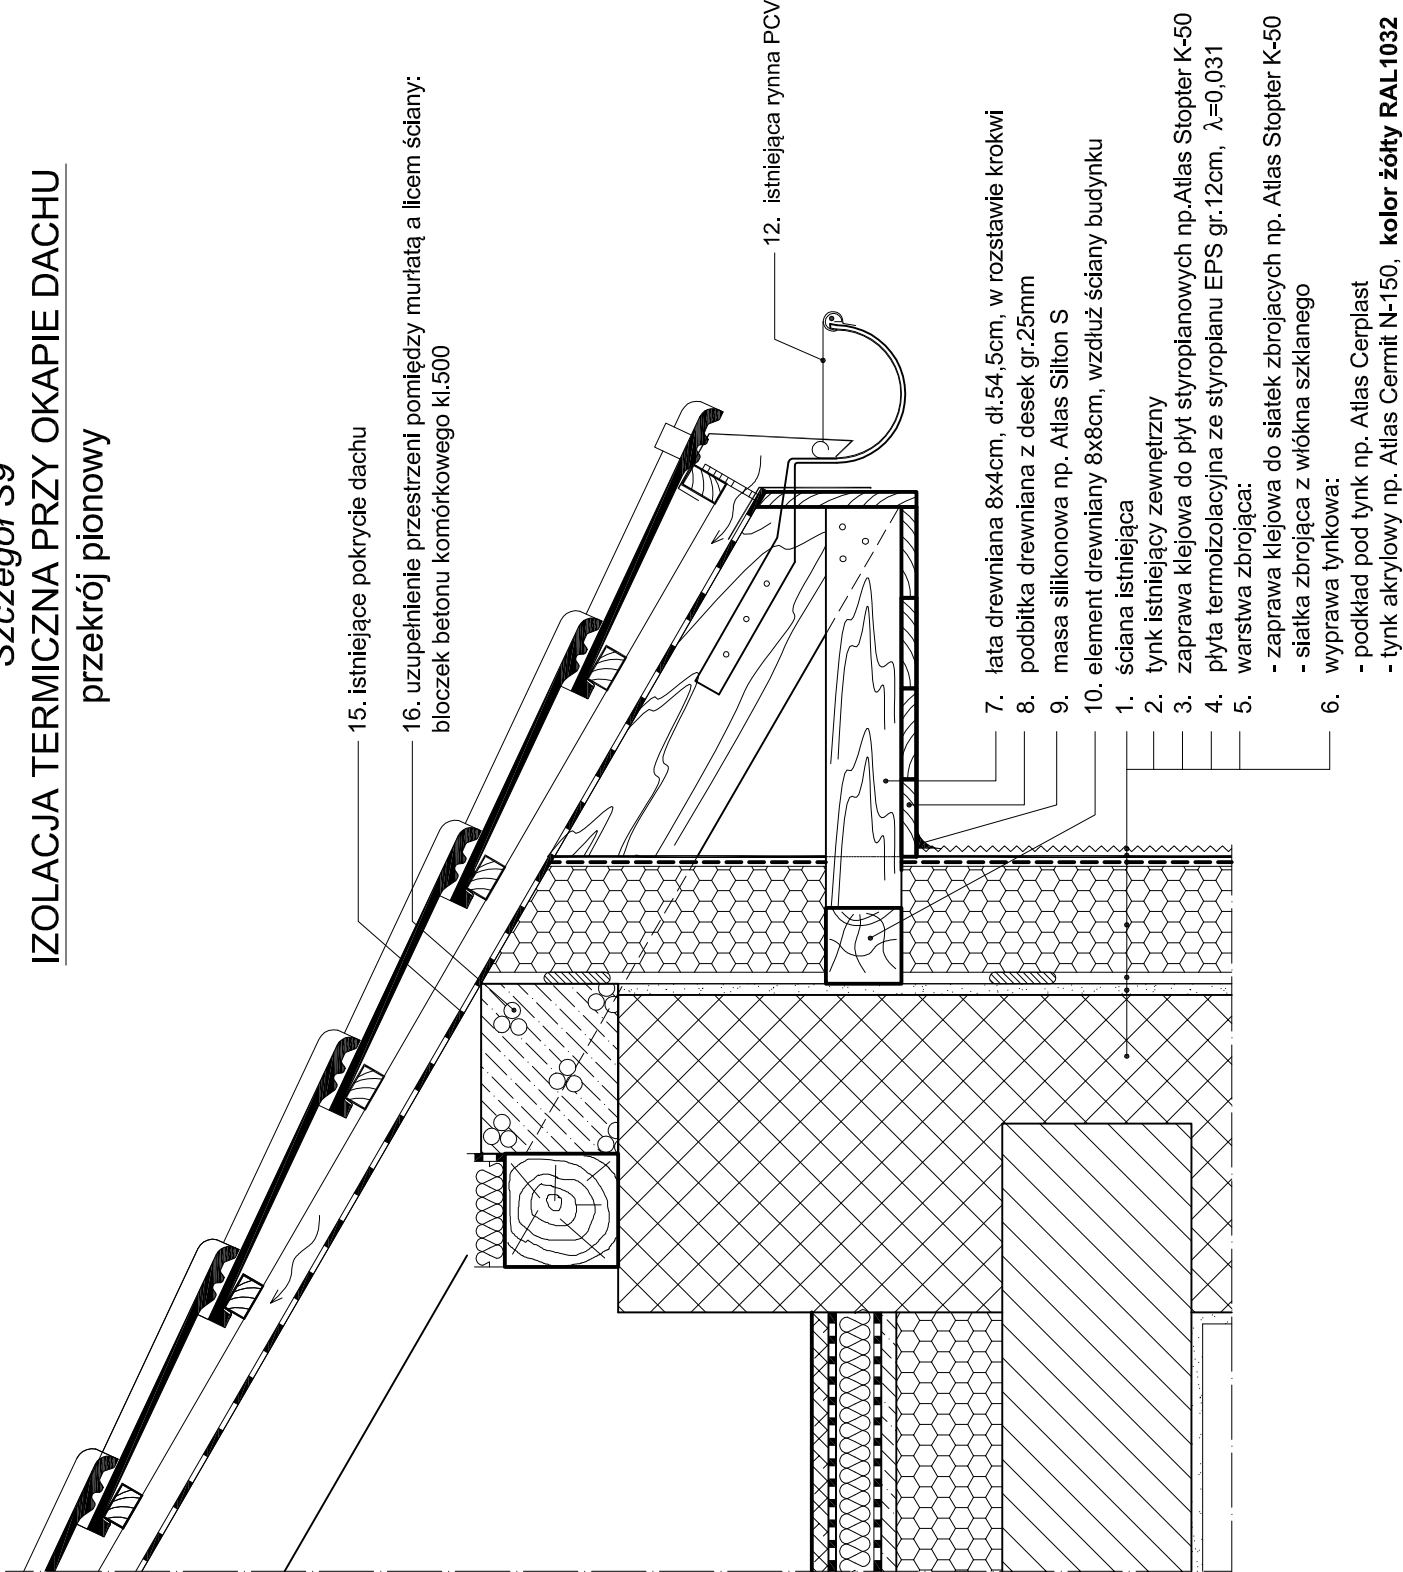 Szczegół S9
IZOLACJA TERMICZNA PRZY OKAPIE DACHU
przekrój pionowy
15. istniejące pokrycie dachu
16. uzupełnienie przestrzeni pomiędzy murłatą a licem ściany:
bloczek betonu komórkowego kl.500
12. istniejąca rynna PCV
7. łata drewniana 8x4cm, dł.54,5cm, w rozstawie krokwi
8. podbitka drewniana z desek gr.25mm
9. masa silikonowa np. Atlas Silton S
10. element drewniany 8x8cm, wzdłuż ściany budynku
1. ściana istniejąca
2. tynk istniejący zewnętrzny
3. zaprawa klejowa do płyt styropianowych np.Atlas Stopter K-50
4. płyta termoizolacyjna ze styropianu EPS gr.12cm, λ=0,031
5. warstwa zbrojąca:
- zaprawa klejowa do siatek zbrojacych np. Atlas Stopter K-50
- siatka zbrojąca z włókna szklanego
6. wyprawa tynkowa:
- podkład pod tynk np. Atlas Cerplast
- tynk akrylowy np. Atlas Cermit N-150, kolor żółty RAL1032